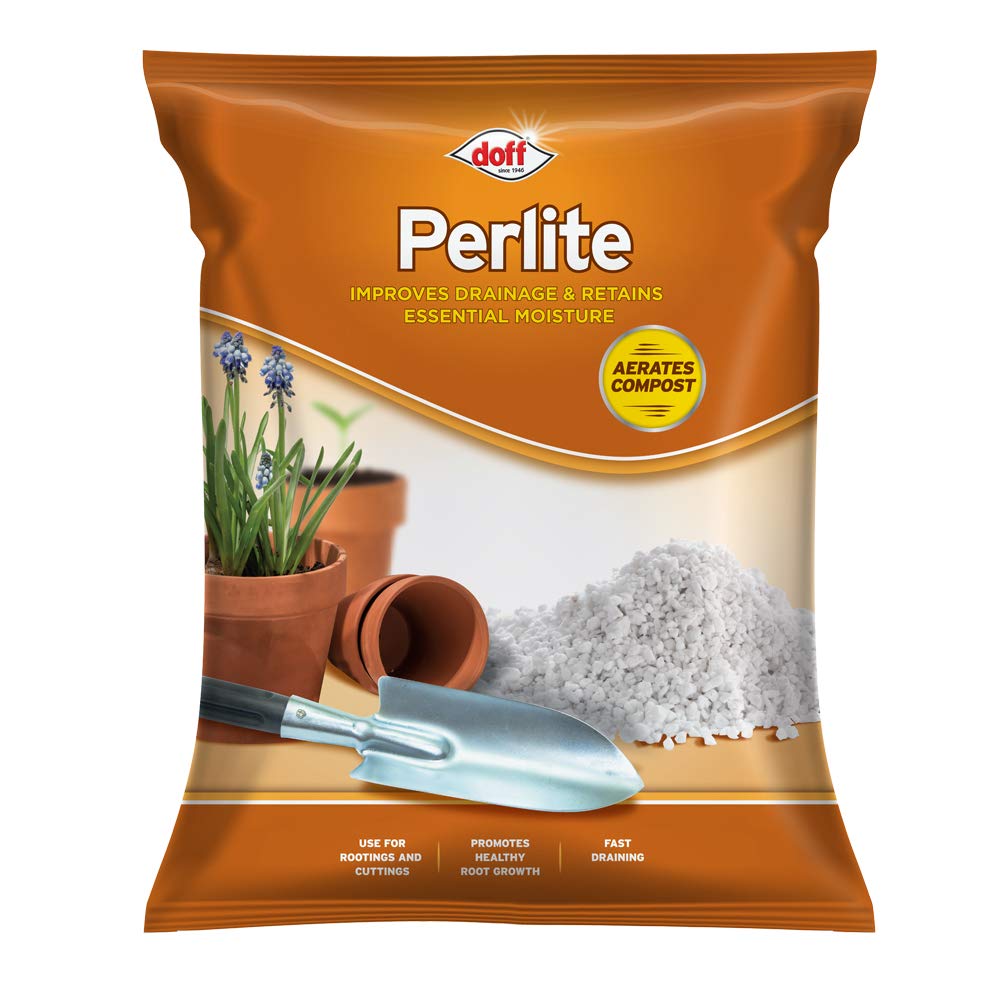 doff
since 1946
Perlite
IMPROVES DRAINAGE & RETAINS
ESSENTIAL MOISTURE
AERATES
COMPOST
USE FOR
ROOTINGS AND
CUTTINGS
PROMOTES
HEALTHY
ROOT GROWTH
FAST
DRAINING